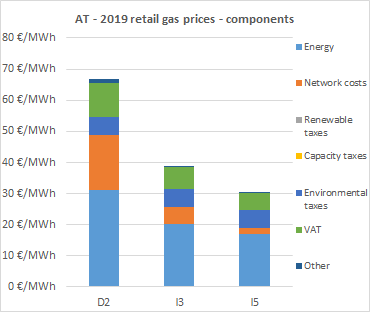 AT - 2019 retail gas prices - components
80 €/MWh
70 €/MWh
60 €/MWh
50 €/MWh
40 €/MWh
30 €/MWh
20 €/MWh
10 €/MWh
0 €/MWh
D2
I3
I5
Energy
Network costs
Renewable
taxes
Capacity taxes
Environmental
taxes
VAT
Other